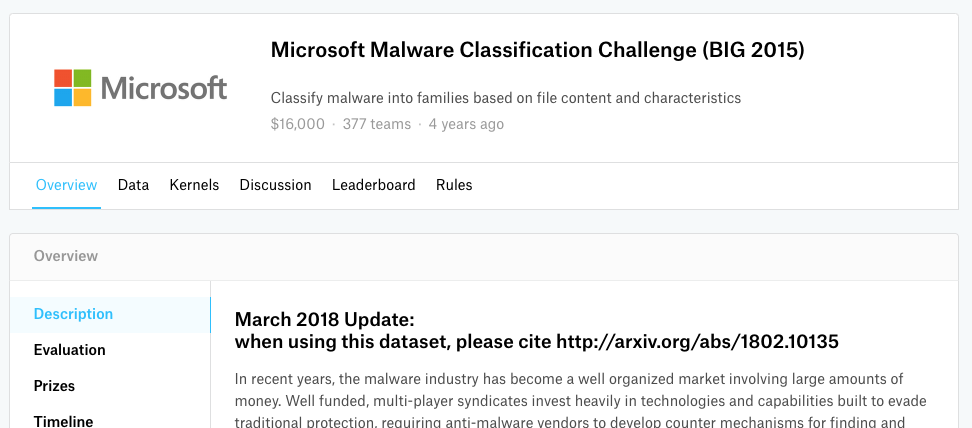 Microsoft
Microsoft Malware Classification Challenge (BIG 2015)
Classify malware into families based on file content and characteristics
$16,000 · 377 teams · 4 years ago
Overview Data Kernels Discussion Leaderboard Rules
Overview
Description
Evaluation
Prizes
Timeline
March 2018 Update:
when using this dataset, please cite http://arxiv.org/abs/1802.10135
In recent years, the malware industry has become a well organized market involving large amounts of
money. Well funded, multi-player syndicates invest heavily in technologies and capabilities built to evade
traditional protection, requiring anti-malware vendors to develop counter mechanisms for finding and